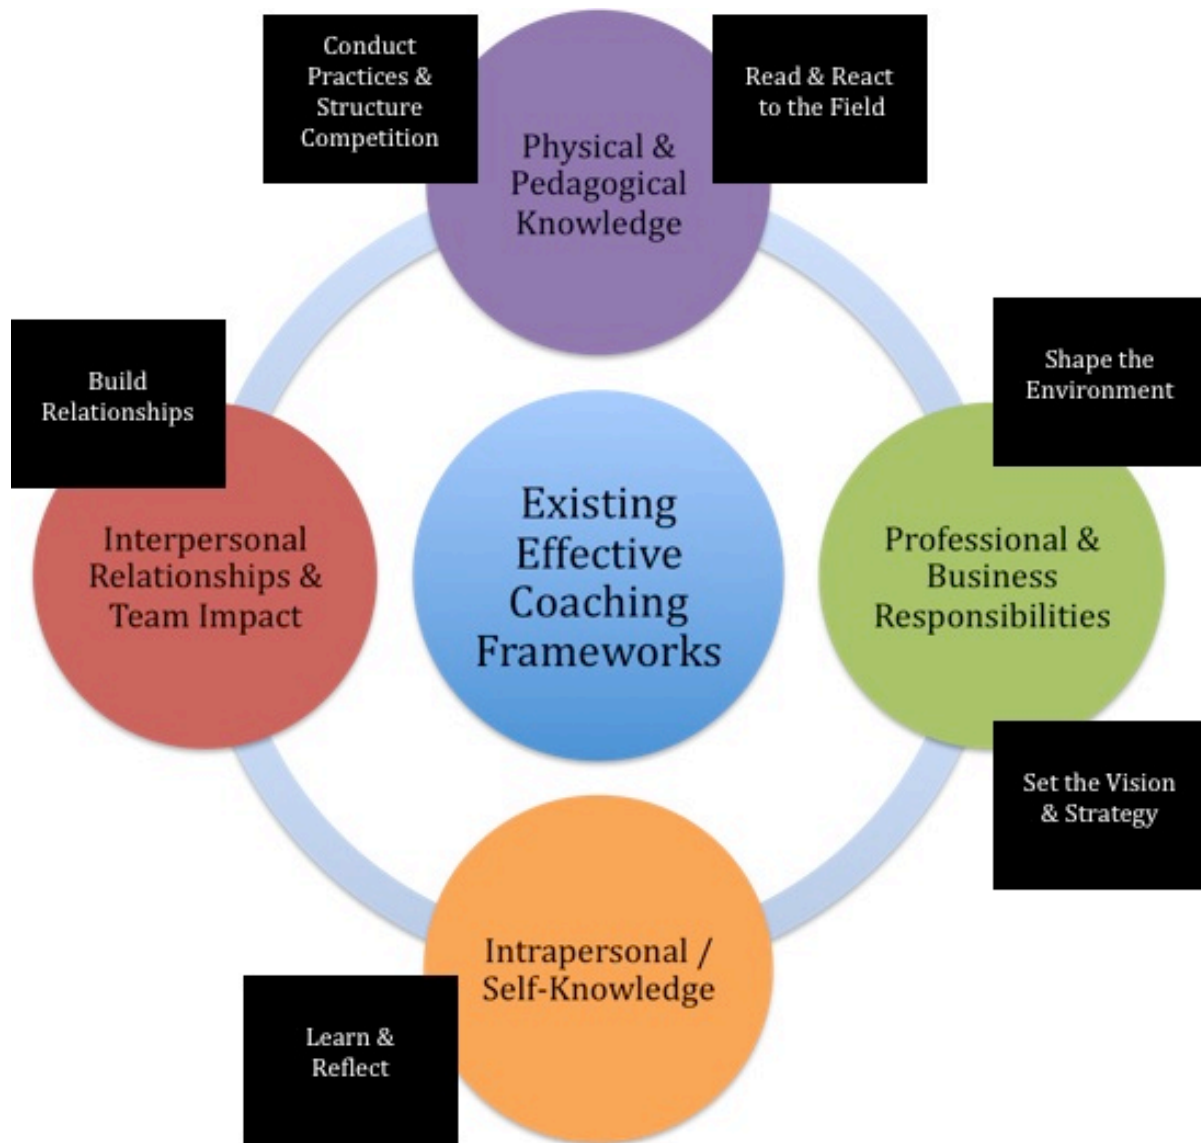 Conduct
Practices &
Structure
Competition
Read & React
to the Field
Physical &
Pedagogical
Knowledge
Build
Relationships
Shape the
Environment
Interpersonal
Relationships &
Team Impact
Existing
Effective
Coaching
Frameworks
Professional &
Business
Responsibilities
Set the Vision
& Strategy
Intrapersonal /
Self-Knowledge
Learn &
Reflect